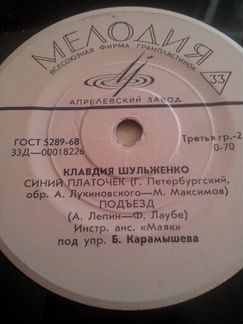 МЕЛОДИЯ
ВСЕСОЮЗНАЯ ФИРМА ГРАМПЛАСТИНОК
33
АПРЕЛЕВСКИЙ ЗАВОД
ГОСТ 5289-68
33Д—00018226
Третья гр.-2
0-70
КЛАВДИЯ ШУЛЬЖЕНКО
СИНИЙ ПЛАТОЧЕК (Г. Петербургский,
обр. А. Лукиновского—М. Максимов)
ПОДЪЕЗД
(А. Лепин—Ф. Лаубе)
Инстр. анс. «Маяк»
под упр. Б. Карамышева